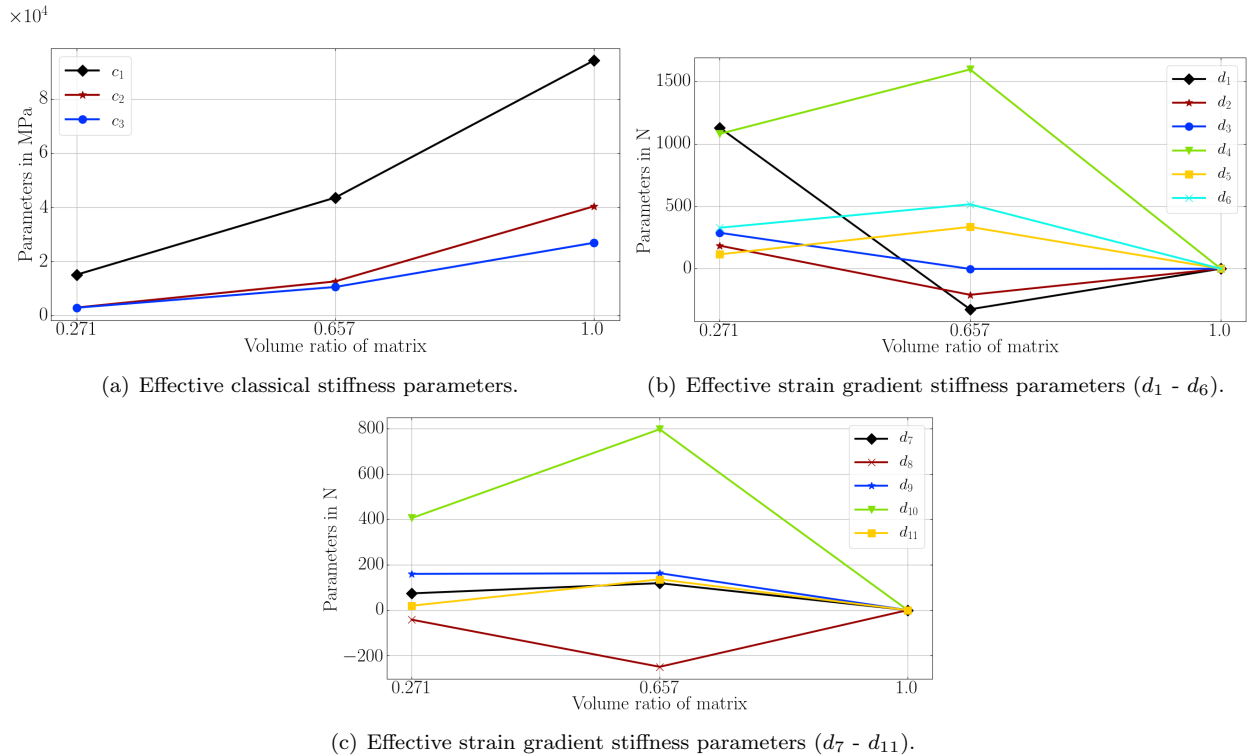 ×10⁴
Parameters in MPa
8
6
4
2
0
c₁
c₂
c₃
0.271
0.657
1.0
Volume ratio of matrix
(a) Effective classical stiffness parameters.
Parameters in N
1500
1000
500
0
d₁
d₂
d₃
d₄
d₅
d₆
0.271
0.657
1.0
Volume ratio of matrix
(b) Effective strain gradient stiffness parameters (d₁ - d₆).
Parameters in N
800
600
400
200
0
−200
d₇
d₈
d₉
d₁₀
d₁₁
0.271
0.657
1.0
Volume ratio of matrix
(c) Effective strain gradient stiffness parameters (d₇ - d₁₁).